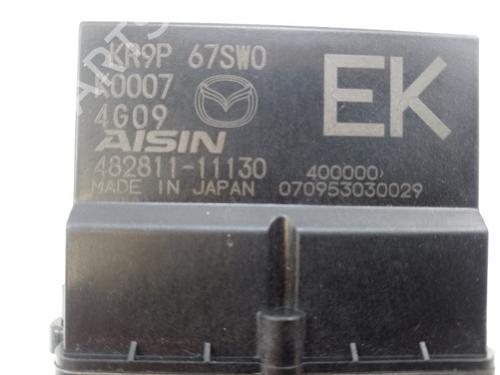 KR9P 67SW0
K0007
4G09
AISIN
482811-11130
MADE IN JAPAN
EK
400000
070953030029